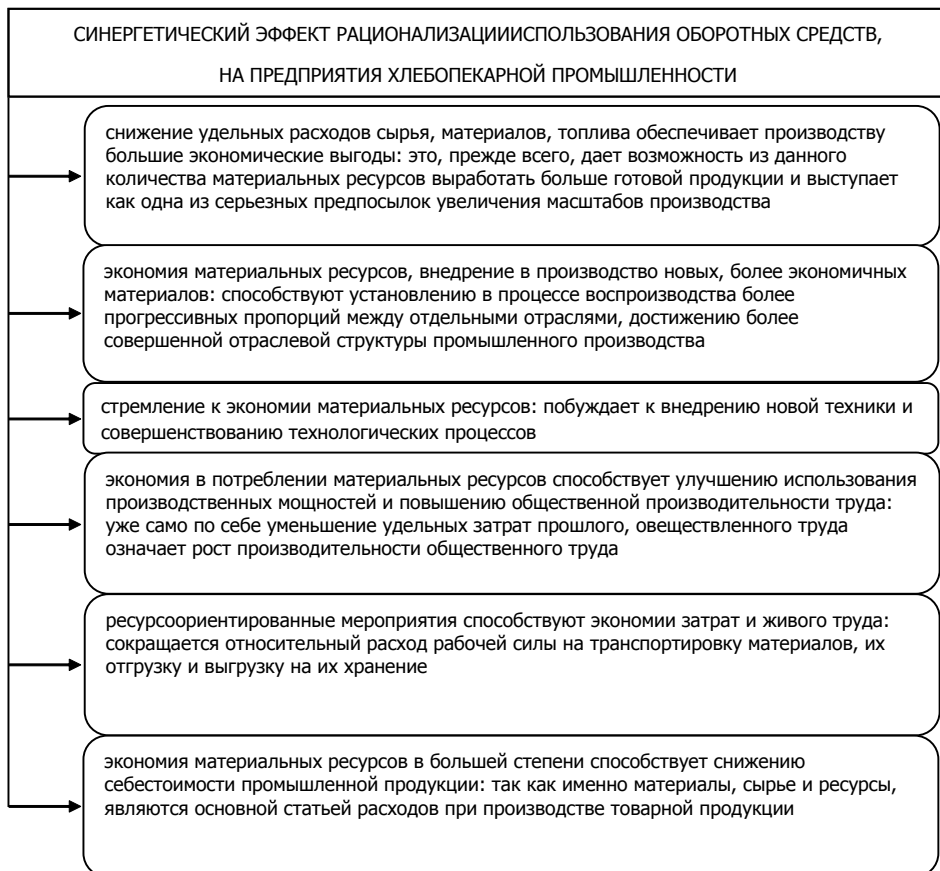 СИНЕРГЕТИЧЕСКИЙ ЭФФЕКТ РАЦИОНАЛИЗАЦИИИСПОЛЬЗОВАНИЯ ОБОРОТНЫХ СРЕДСТВ,
НА ПРЕДПРИЯТИЯ ХЛЕБОПЕКАРНОЙ ПРОМЫШЛЕННОСТИ
снижение удельных расходов сырья, материалов, топлива обеспечивает производству
большие экономические выгоды: это, прежде всего, дает возможность из данного
количества материальных ресурсов выработать больше готовой продукции и выступает
как одна из серьезных предпосылок увеличения масштабов производства
экономия материальных ресурсов, внедрение в производство новых, более экономичных
материалов: способствуют установлению в процессе воспроизводства более
прогрессивных пропорций между отдельными отраслями, достижению более
совершенной отраслевой структуры промышленного производства
стремление к экономии материальных ресурсов: побуждает к внедрению новой техники и
совершенствованию технологических процессов
экономия в потреблении материальных ресурсов способствует улучшению использования
производственных мощностей и повышению общественной производительности труда:
уже само по себе уменьшение удельных затрат прошлого, овеществленного труда
означает рост производительности общественного труда
ресурсоориентированные мероприятия способствуют экономии затрат и живого труда:
сокращается относительный расход рабочей силы на транспортировку материалов, их
отгрузку и выгрузку на их хранение
экономия материальных ресурсов в большей степени способствует снижению
себестоимости промышленной продукции: так как именно материалы, сырье и ресурсы,
являются основной статьей расходов при производстве товарной продукции